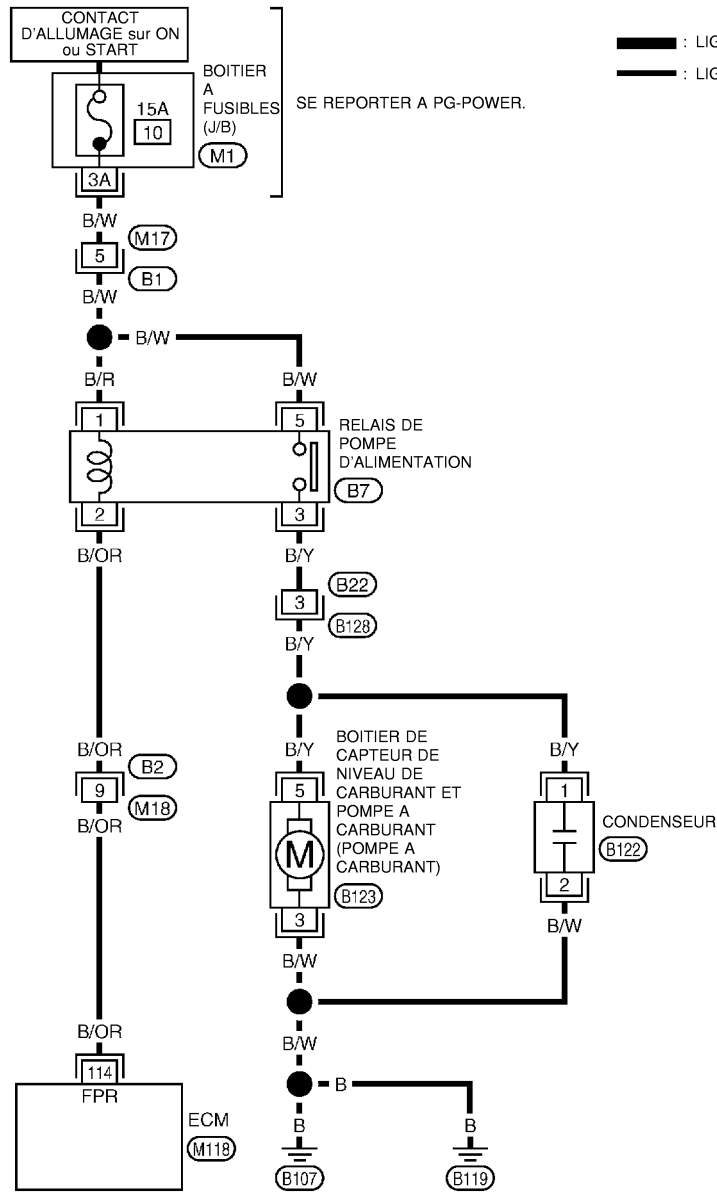 CONTACT
D'ALLUMAGE sur ON
ou START
: LIG
: LIG
BOITIER
A
FUSIBLES
(J/B)
M1
15A
10
SE REPORTER A PG-POWER.
3A
B/W
M17
5
B1
B/W
B/W
B/R
B/W
1
5
RELAIS DE
POMPE
D'ALIMENTATION
B7
2
3
B/OR
B/Y
B22
3
B128
B/Y
B/OR
B2
9
M18
B/OR
B/Y
BOITIER DE
CAPTEUR DE
NIVEAU DE
CARBURANT ET
POMPE A
CARBURANT
(POMPE A
CARBURANT)
B123
5
M
3
B/Y
1
CONDENSEUR
B122
2
B/W
B/W
B/W
B/OR
114
FPR
ECM
M118
B
B
B
B107
B119